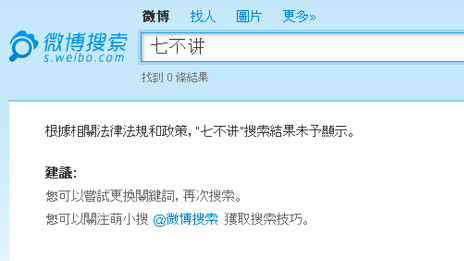 微博 找人 圖片 更多»
微博搜索
s.weibo.com
七不讲
找到 0 條結果
根據相關法律法規和政策，"七不讲"搜索結果未予顯示。
建議:
您可以嘗試更換關鍵詞，再次搜索。
您可以關注萌小搜 @微博搜索 獲取搜索技巧。